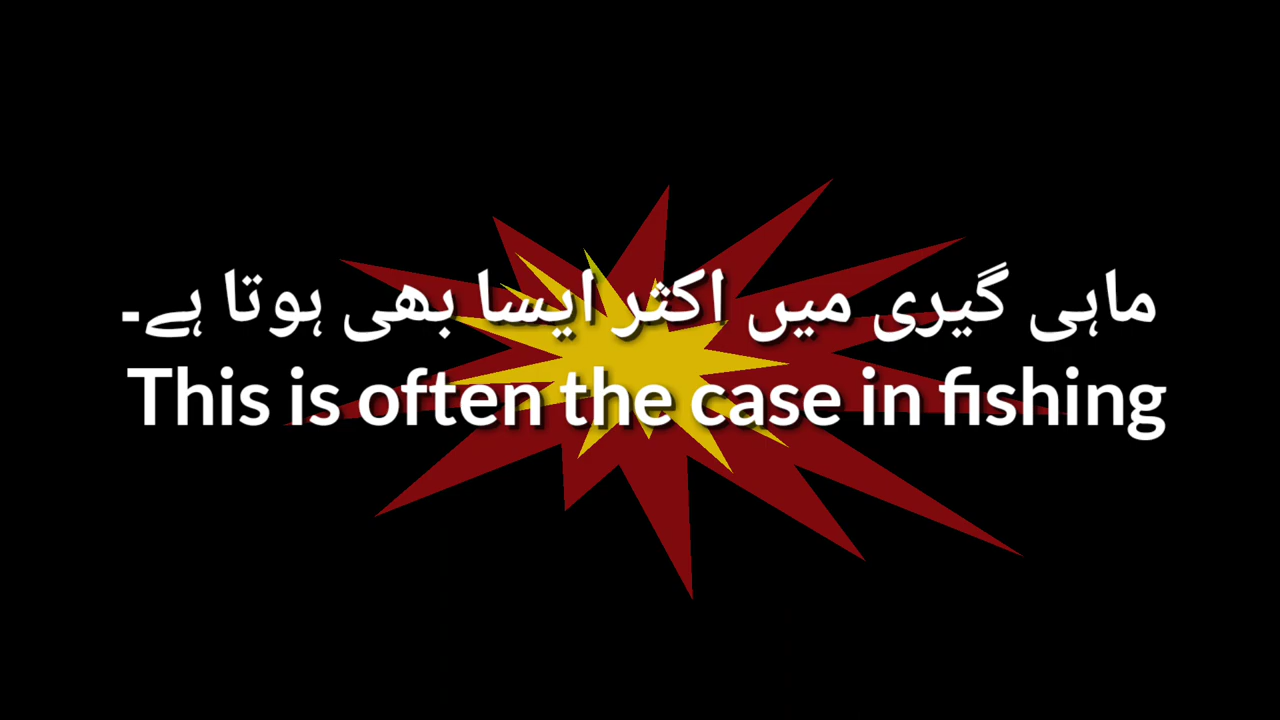 ماہی گیری میں اکثر ایسا بھی ہوتا ہے۔
This is often the case in fishing